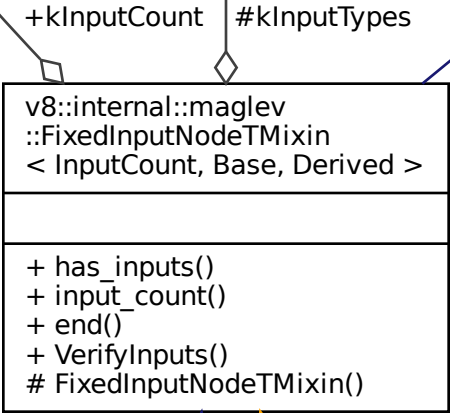 +kInputCount #kInputTypes
v8::internal::maglev
::FixedInputNodeTMixin
< InputCount, Base, Derived >
+ has_inputs()
+ input_count()
+ end()
+ VerifyInputs()
# FixedInputNodeTMixin()